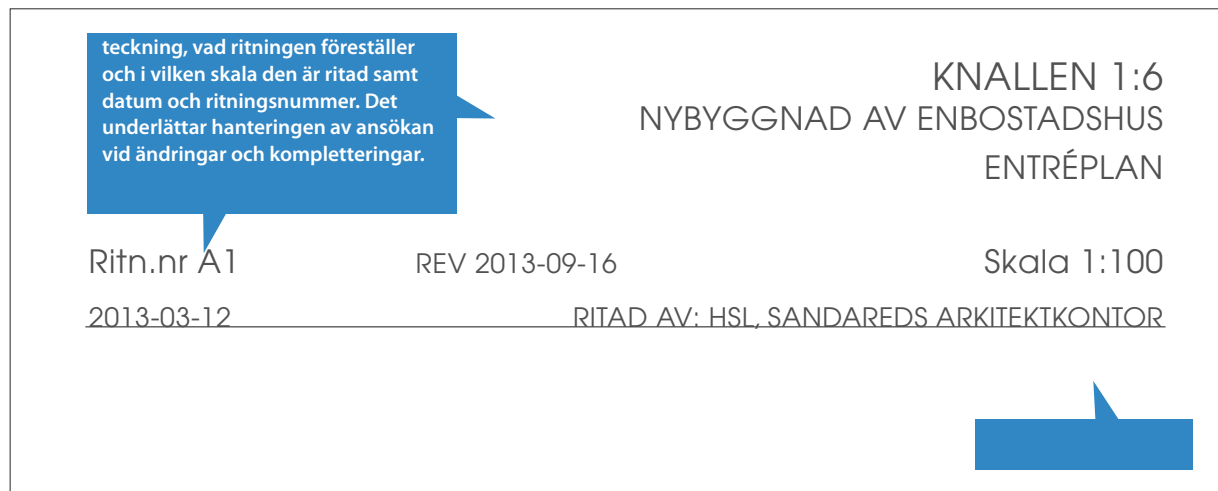 teckning, vad ritningen föreställer
och i vilken skala den är ritad samt
datum och ritningsnummer. Det
underlättar hanteringen av ansökan
vid ändringar och kompletteringar.
KNALLEN 1:6
NYBYGGNAD AV ENBOSTADSHUS
ENTRÉPLAN
Ritn.nr A1 REV 2013-09-16 Skala 1:100
2013-03-12 RITAD AV: HSL, SANDAREDS ARKITEKTKONTOR